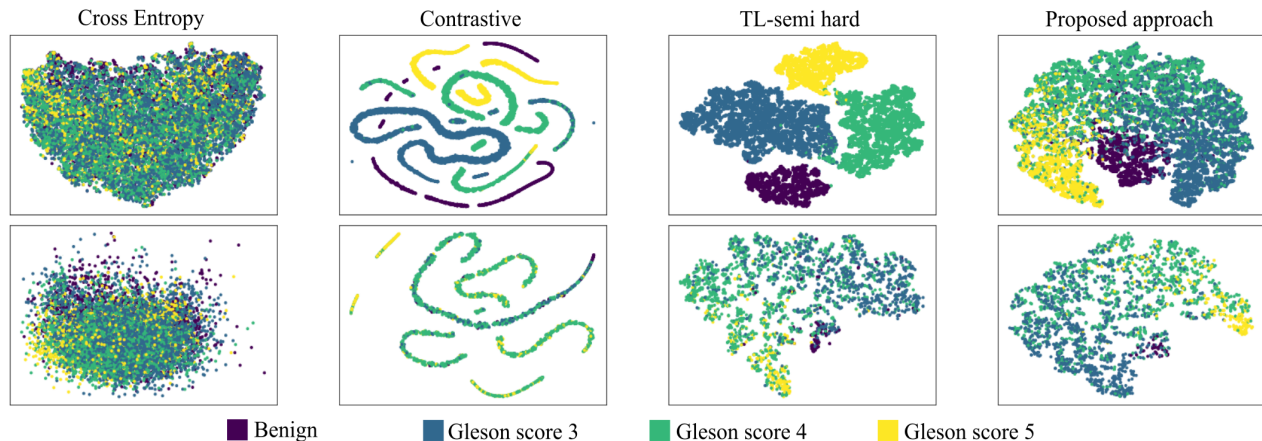 Cross Entropy
Contrastive
TL-semi hard
Proposed approach
Benign
Gleson score 3
Gleson score 4
Gleson score 5